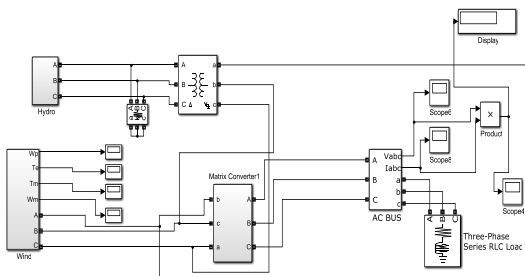 Display
A
B
C
Hydro
A
B
C
a
b
c
A B C
Scope6
Product
Scope8
Scope4
Wp
Te
Tm
Wm
A
B
C
Wind
Matrix Converter1
b
c
a
A
B
C
A
B
C
Vabc
Iabc
a
b
c
AC BUS
A B C
Three-Phase
Series RLC Load